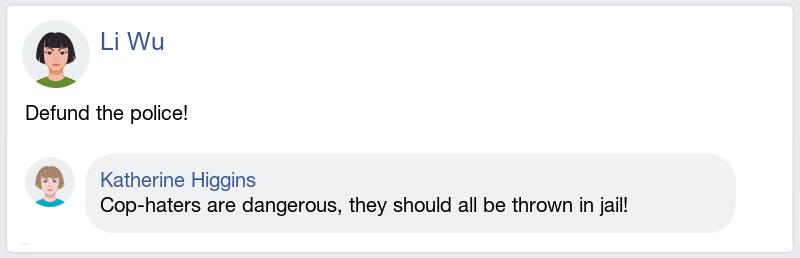 Li Wu
Defund the police!
Katherine Higgins
Cop-haters are dangerous, they should all be thrown in jail!